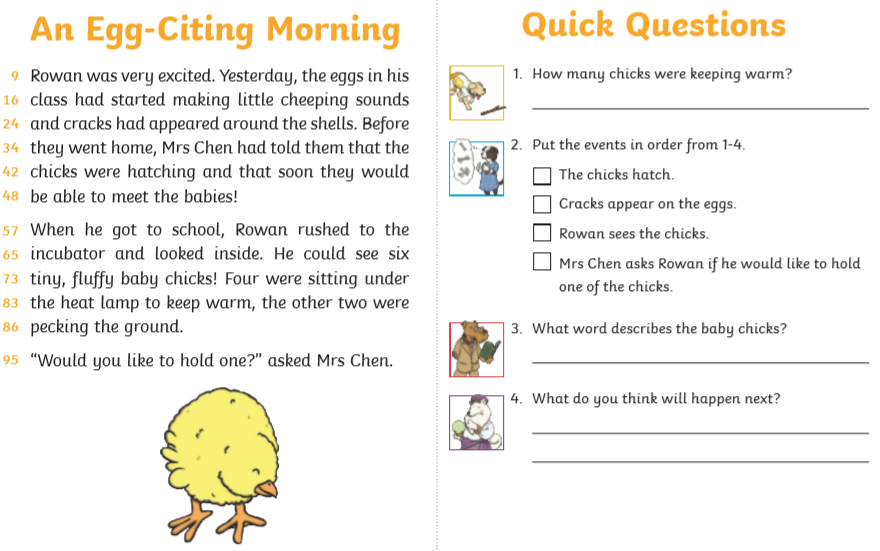 An Egg-Citing Morning
9 Rowan was very excited. Yesterday, the eggs in his
16 class had started making little cheeping sounds
24 and cracks had appeared around the shells. Before
34 they went home, Mrs Chen had told them that the
42 chicks were hatching and that soon they would
48 be able to meet the babies!
57 When he got to school, Rowan rushed to the
65 incubator and looked inside. He could see six
73 tiny, fluffy baby chicks! Four were sitting under
83 the heat lamp to keep warm, the other two were
86 pecking the ground.
95 “Would you like to hold one?” asked Mrs Chen.
Quick Questions
1. How many chicks were keeping warm?
2. Put the events in order from 1-4.
The chicks hatch.
Cracks appear on the eggs.
Rowan sees the chicks.
Mrs Chen asks Rowan if he would like to hold
one of the chicks.
3. What word describes the baby chicks?
4. What do you think will happen next?